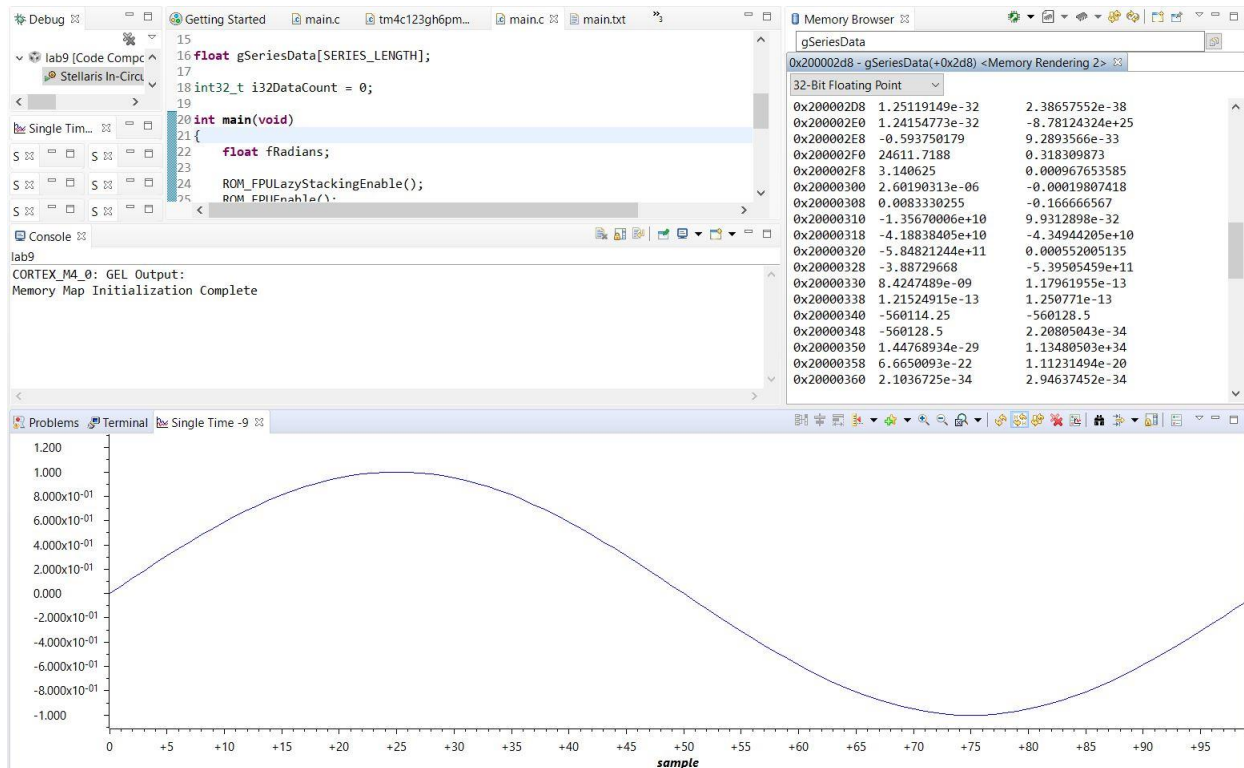 Debug
lab9 [Code Compo
Stellaris In-Circu
Single Tim...
S S
S S
S S
Getting Started main.c tm4c123gh6pm... main.c main.txt »3
15
16 float gSeriesData[SERIES_LENGTH];
17
18 int32_t i32DataCount = 0;
19
20 int main(void)
21 {
22 float fRadians;
23
24 ROM_FPULazyStackingEnable();
25 ROM_FPUEnable();
Console
lab9
CORTEX_M4_0: GEL Output:
Memory Map Initialization Complete
Memory Browser
gSeriesData
0x200002d8 - gSeriesData(+0x2d8) <Memory Rendering 2>
32-Bit Floating Point
0x200002D8 1.25119149e-32 2.38657552e-38
0x200002E0 1.24154773e-32 -8.78124324e+25
0x200002E8 -0.593750179 9.2893566e-33
0x200002F0 24611.7188 0.318309873
0x200002F8 3.140625 0.000967653585
0x20000300 2.60190313e-06 -0.00019807418
0x20000308 0.0083330255 -0.166666567
0x20000310 -1.35670006e+10 9.9312898e-32
0x20000318 -4.18838405e+10 -4.34944205e+10
0x20000320 -5.84821244e+11 0.000552005135
0x20000328 -3.88729668 -5.39505459e+11
0x20000330 8.4247489e-09 1.17961955e-13
0x20000338 1.21524915e-13 1.250771e-13
0x20000340 -560114.25 -560128.5
0x20000348 -560128.5 2.20805043e-34
0x20000350 1.44768934e-29 1.13480503e+34
0x20000358 6.6650093e-22 1.11231494e-20
0x20000360 2.1036725e-34 2.94637452e-34
Problems Terminal Single Time -9
1.200
1.000
8.000x10-01
6.000x10-01
4.000x10-01
2.000x10-01
0.000
-2.000x10-01
-4.000x10-01
-6.000x10-01
-8.000x10-01
-1.000
0 +5 +10 +15 +20 +25 +30 +35 +40 +45 +50 +55 +60 +65 +70 +75 +80 +85 +90 +95
sample